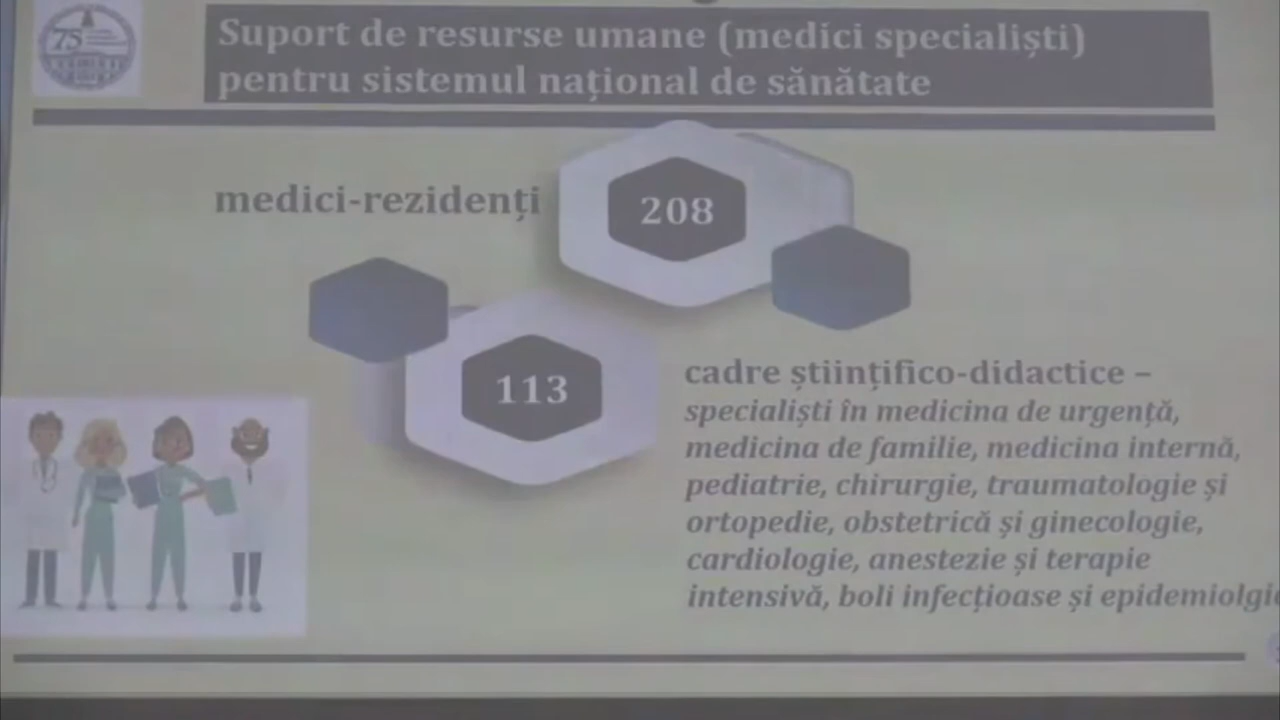 75
Suport de resurse umane (medici specialiști)
pentru sistemul național de sănătate
medici-rezidenți
208
113
cadre științifico-didactice –
specialiști în medicina de urgență,
medicina de familie, medicina internă,
pediatrie, chirurgie, traumatologie și
ortopedie, obstetrică și ginecologie,
cardiologie, anestezie și terapie
intensivă, boli infecțioase și epidemiolgie